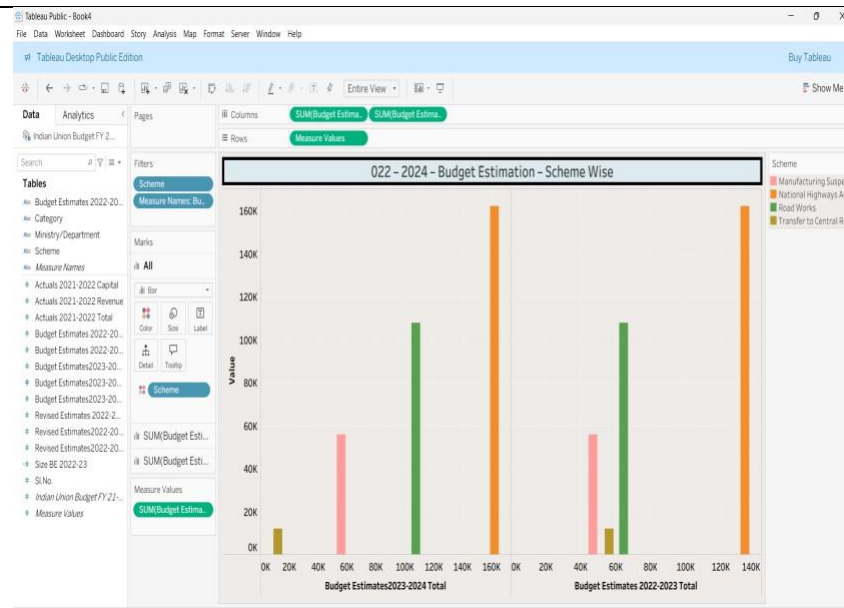 Tableau Public - Book4
File Data Worksheet Dashboard Story Analysis Map Format Server Window Help
Tableau Desktop Public Edition
Buy Tableau
Entire View
Show Me
Data Analytics
Indian Union Budget FY 2...
Search
Tables
Abc Budget Estimates 2022-20...
Abc Category
Abc Ministry/Department
Abc Scheme
Abc Measure Names
# Actuals 2021-2022 Capital
# Actuals 2021-2022 Revenue
# Actuals 2021-2022 Total
# Budget Estimates 2022-20...
# Budget Estimates 2022-20...
# Budget Estimates2023-20...
# Budget Estimates2023-20...
# Budget Estimates2023-20...
# Revised Estimates 2022-2...
# Revised Estimates2022-20...
# Revised Estimates2022-20...
Size BE 2022-23
# Sl.No.
# Indian Union Budget FY 21-...
# Measure Values
Pages
Filters
Scheme
Measure Names: Bu..
Marks
All
Bar
Color Size Label
Detail Tooltip
Scheme
SUM(Budget Esti...
SUM(Budget Esti...
Measure Values
SUM(Budget Estima..
Columns SUM(Budget Estima.. SUM(Budget Estima..
Rows Measure Values
022 – 2024 – Budget Estimation – Scheme Wise
Value
160K
140K
120K
100K
80K
60K
40K
20K
0K
0K 20K 40K 60K 80K 100K 120K 140K 160K
Budget Estimates2023-2024 Total
0K 20K 40K 60K 80K 100K 120K 140K
Budget Estimates 2022-2023 Total
Scheme
Manufacturing Suspe
National Highways A
Road Works
Transfer to Central R